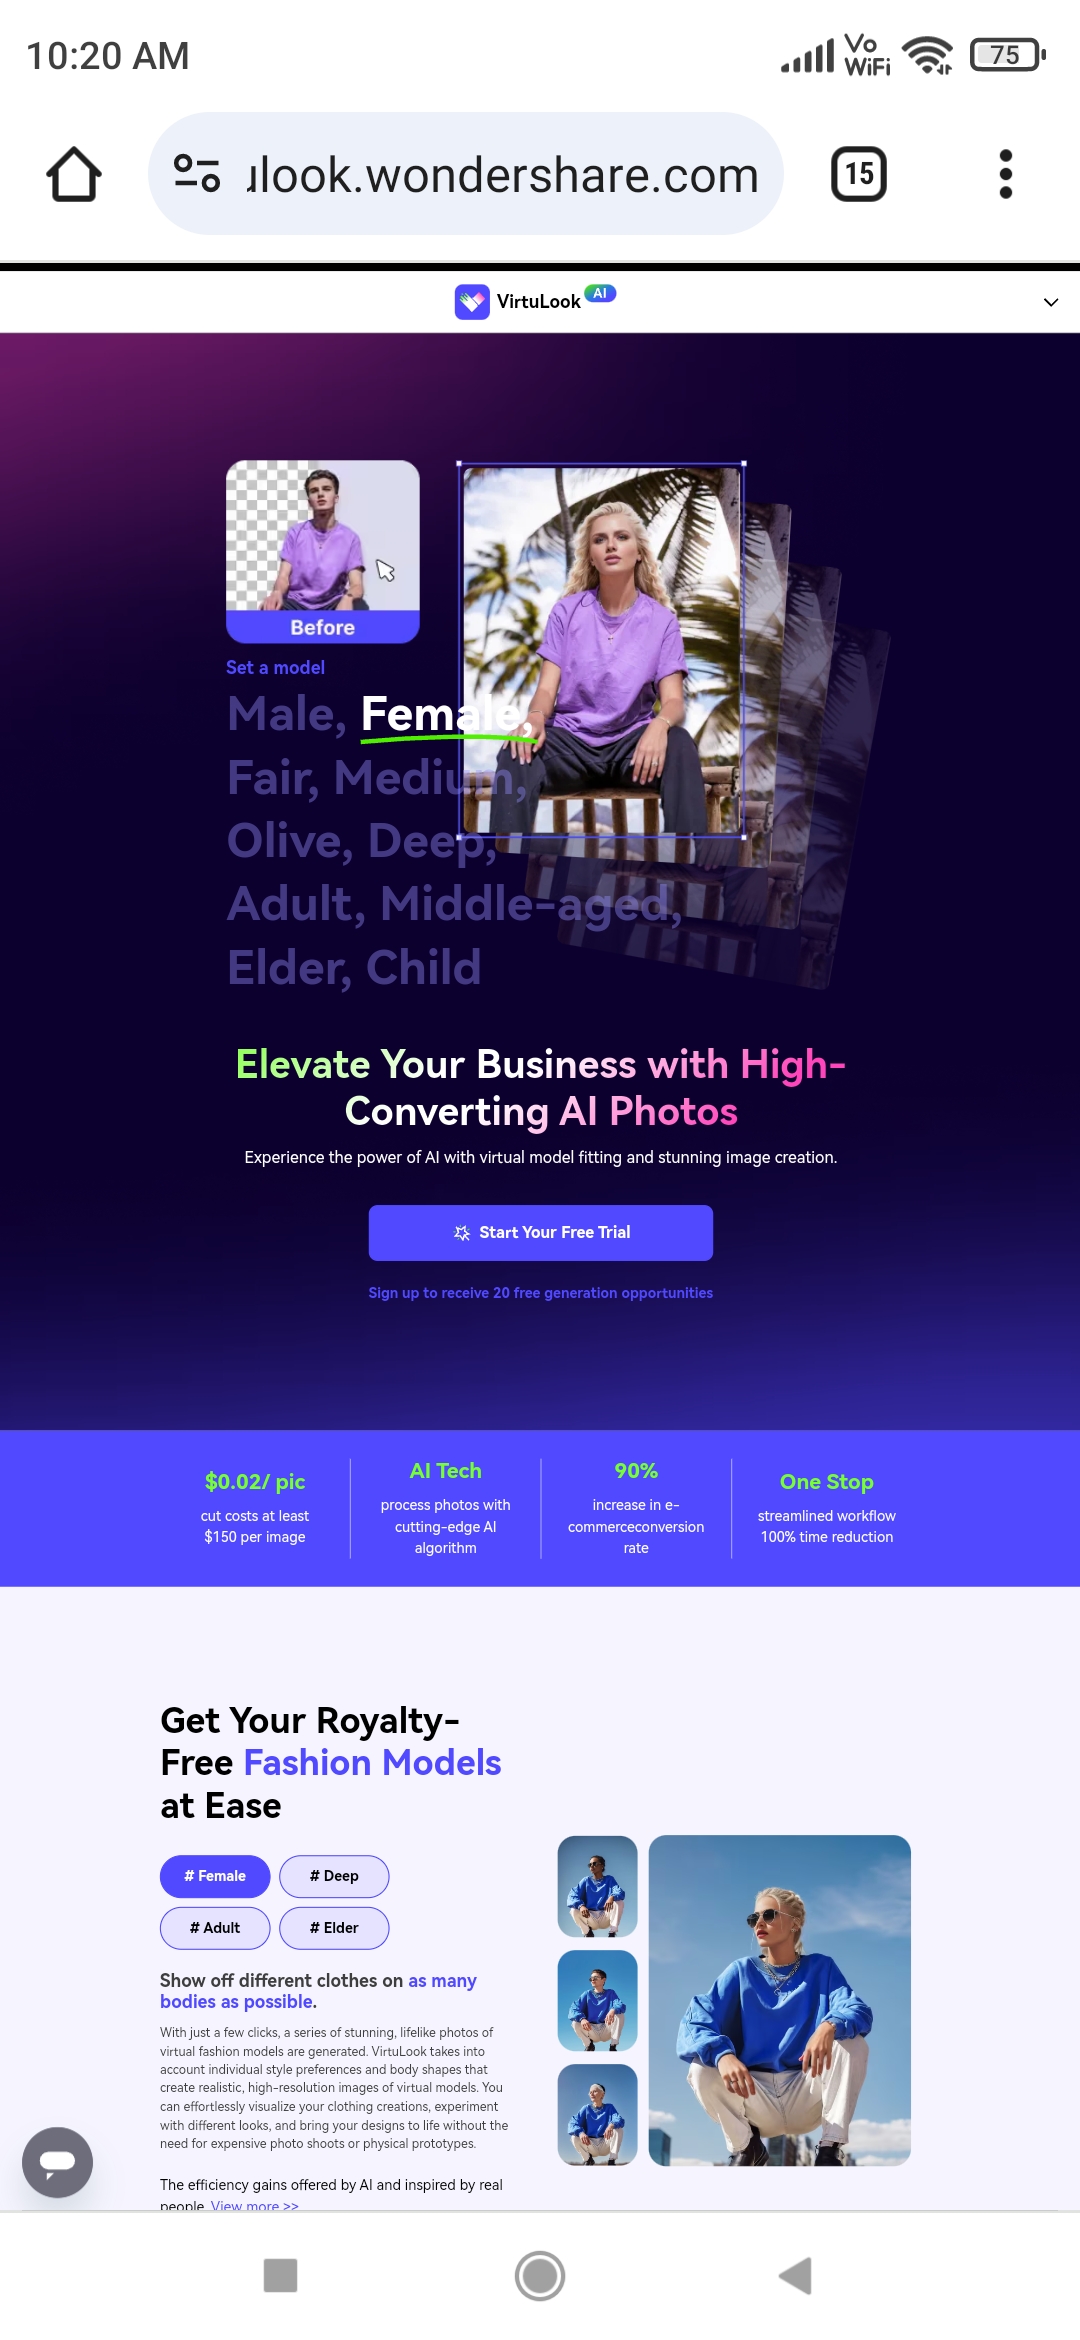 10:20 AM
Vo
WiFi
75
look.wondershare.com
15
VirtuLook AI
Before
Set a model
Male, Female,
Fair, Medium,
Olive, Deep,
Adult, Middle-aged,
Elder, Child
Elevate Your Business with High-
Converting AI Photos
Experience the power of AI with virtual model fitting and stunning image creation.
Start Your Free Trial
Sign up to receive 20 free generation opportunities
$0.02/ pic
cut costs at least
$150 per image
AI Tech
process photos with
cutting-edge AI
algorithm
90%
increase in e-
commerceconversion
rate
One Stop
streamlined workflow
100% time reduction
Get Your Royalty-
Free Fashion Models
at Ease
# Female
# Deep
# Adult
# Elder
Show off different clothes on as many
bodies as possible.
With just a few clicks, a series of stunning, lifelike photos of
virtual fashion models are generated. VirtuLook takes into
account individual style preferences and body shapes that
create realistic, high-resolution images of virtual models. You
can effortlessly visualize your clothing creations, experiment
with different looks, and bring your designs to life without the
need for expensive photo shoots or physical prototypes.
The efficiency gains offered by AI and inspired by real
people. View more >>